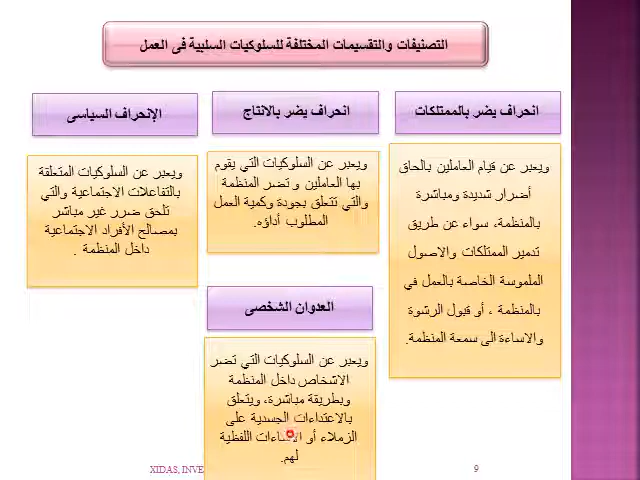 التصنيفات والتقسيمات المختلفة للسلوكيات السلبية فى العمل
انحراف يضر بالممتلكات
ويعبر عن قيام العاملين بالحاق
أضرار شديدة ومباشرة
بالمنظمة، سواء عن طريق
تدمير الممتلكات والاصول
الملموسة الخاصة بالعمل في
بالمنظمة ، أو قبول الرشوة
والاساءة الى سمعة المنظمة.
انحراف يضر بالانتاج
ويعبر عن السلوكيات التي يقوم
بها العاملين و تضر المنظمة
والتي تتعلق بجودة وكمية العمل
المطلوب أداؤه.
الإنحراف السياسى
ويعبر عن السلوكيات المتعلقة
بالتفاعلات الاجتماعية والتي
تلحق ضرر غير مباشر
بمصالح الأفراد الاجتماعية
داخل المنظمة .
العدوان الشخصى
ويعبر عن السلوكيات التي تضر
الاشخاص داخل المنظمة
وبطريقة مباشرة، ويتعلق
بالاعتداءات الجسدية على
الزملاء أو الاساءات اللفظية
لهم.
XIDAS, INVE
9